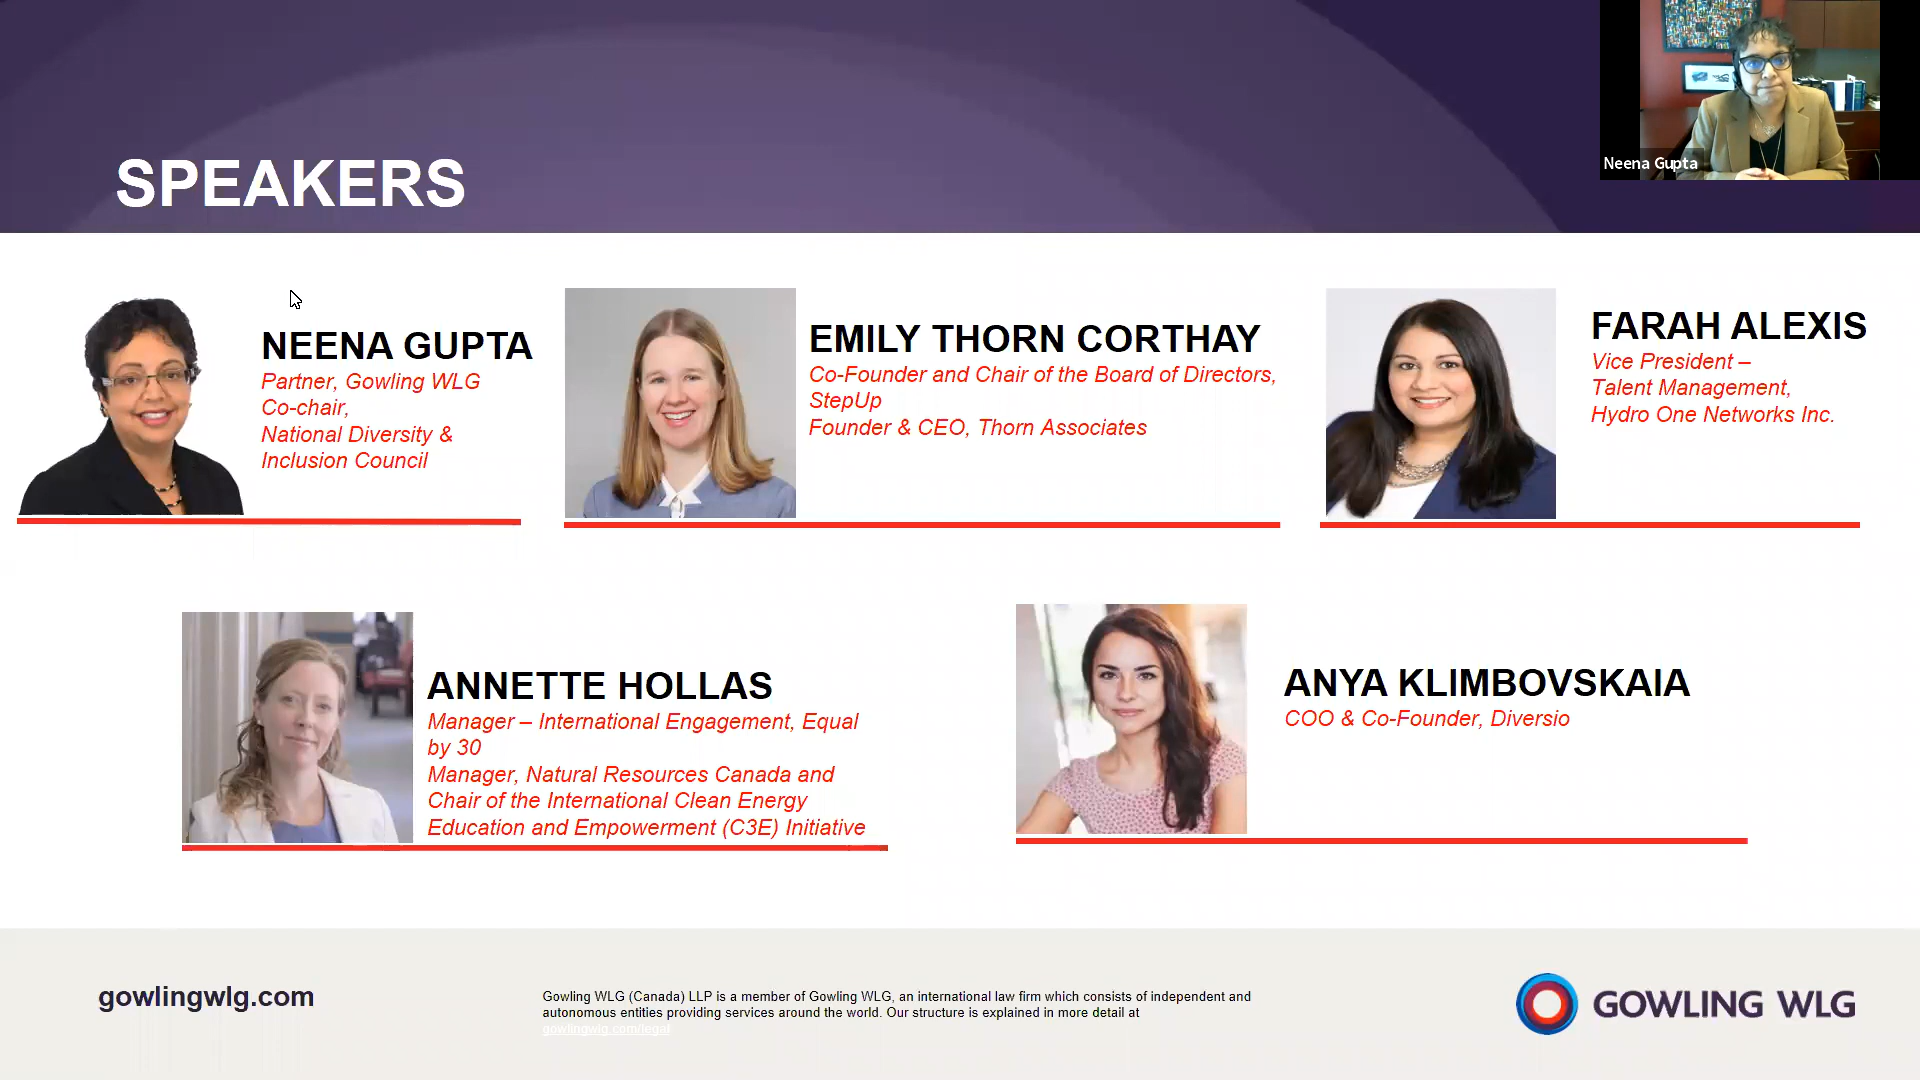 SPEAKERS
Neena Gupta
NEENA GUPTA
Partner, Gowling WLG
Co-chair,
National Diversity &
Inclusion Council
EMILY THORN CORTHAY
Co-Founder and Chair of the Board of Directors,
StepUp
Founder & CEO, Thorn Associates
FARAH ALEXIS
Vice President –
Talent Management,
Hydro One Networks Inc.
ANNETTE HOLLAS
Manager – International Engagement, Equal
by 30
Manager, Natural Resources Canada and
Chair of the International Clean Energy
Education and Empowerment (C3E) Initiative
ANYA KLIMBOVSKAIA
COO & Co-Founder, Diversio
gowlingwlg.com
Gowling WLG (Canada) LLP is a member of Gowling WLG, an international law firm which consists of independent and
autonomous entities providing services around the world. Our structure is explained in more detail at
gowlingwlg.com/legal
GOWLING WLG